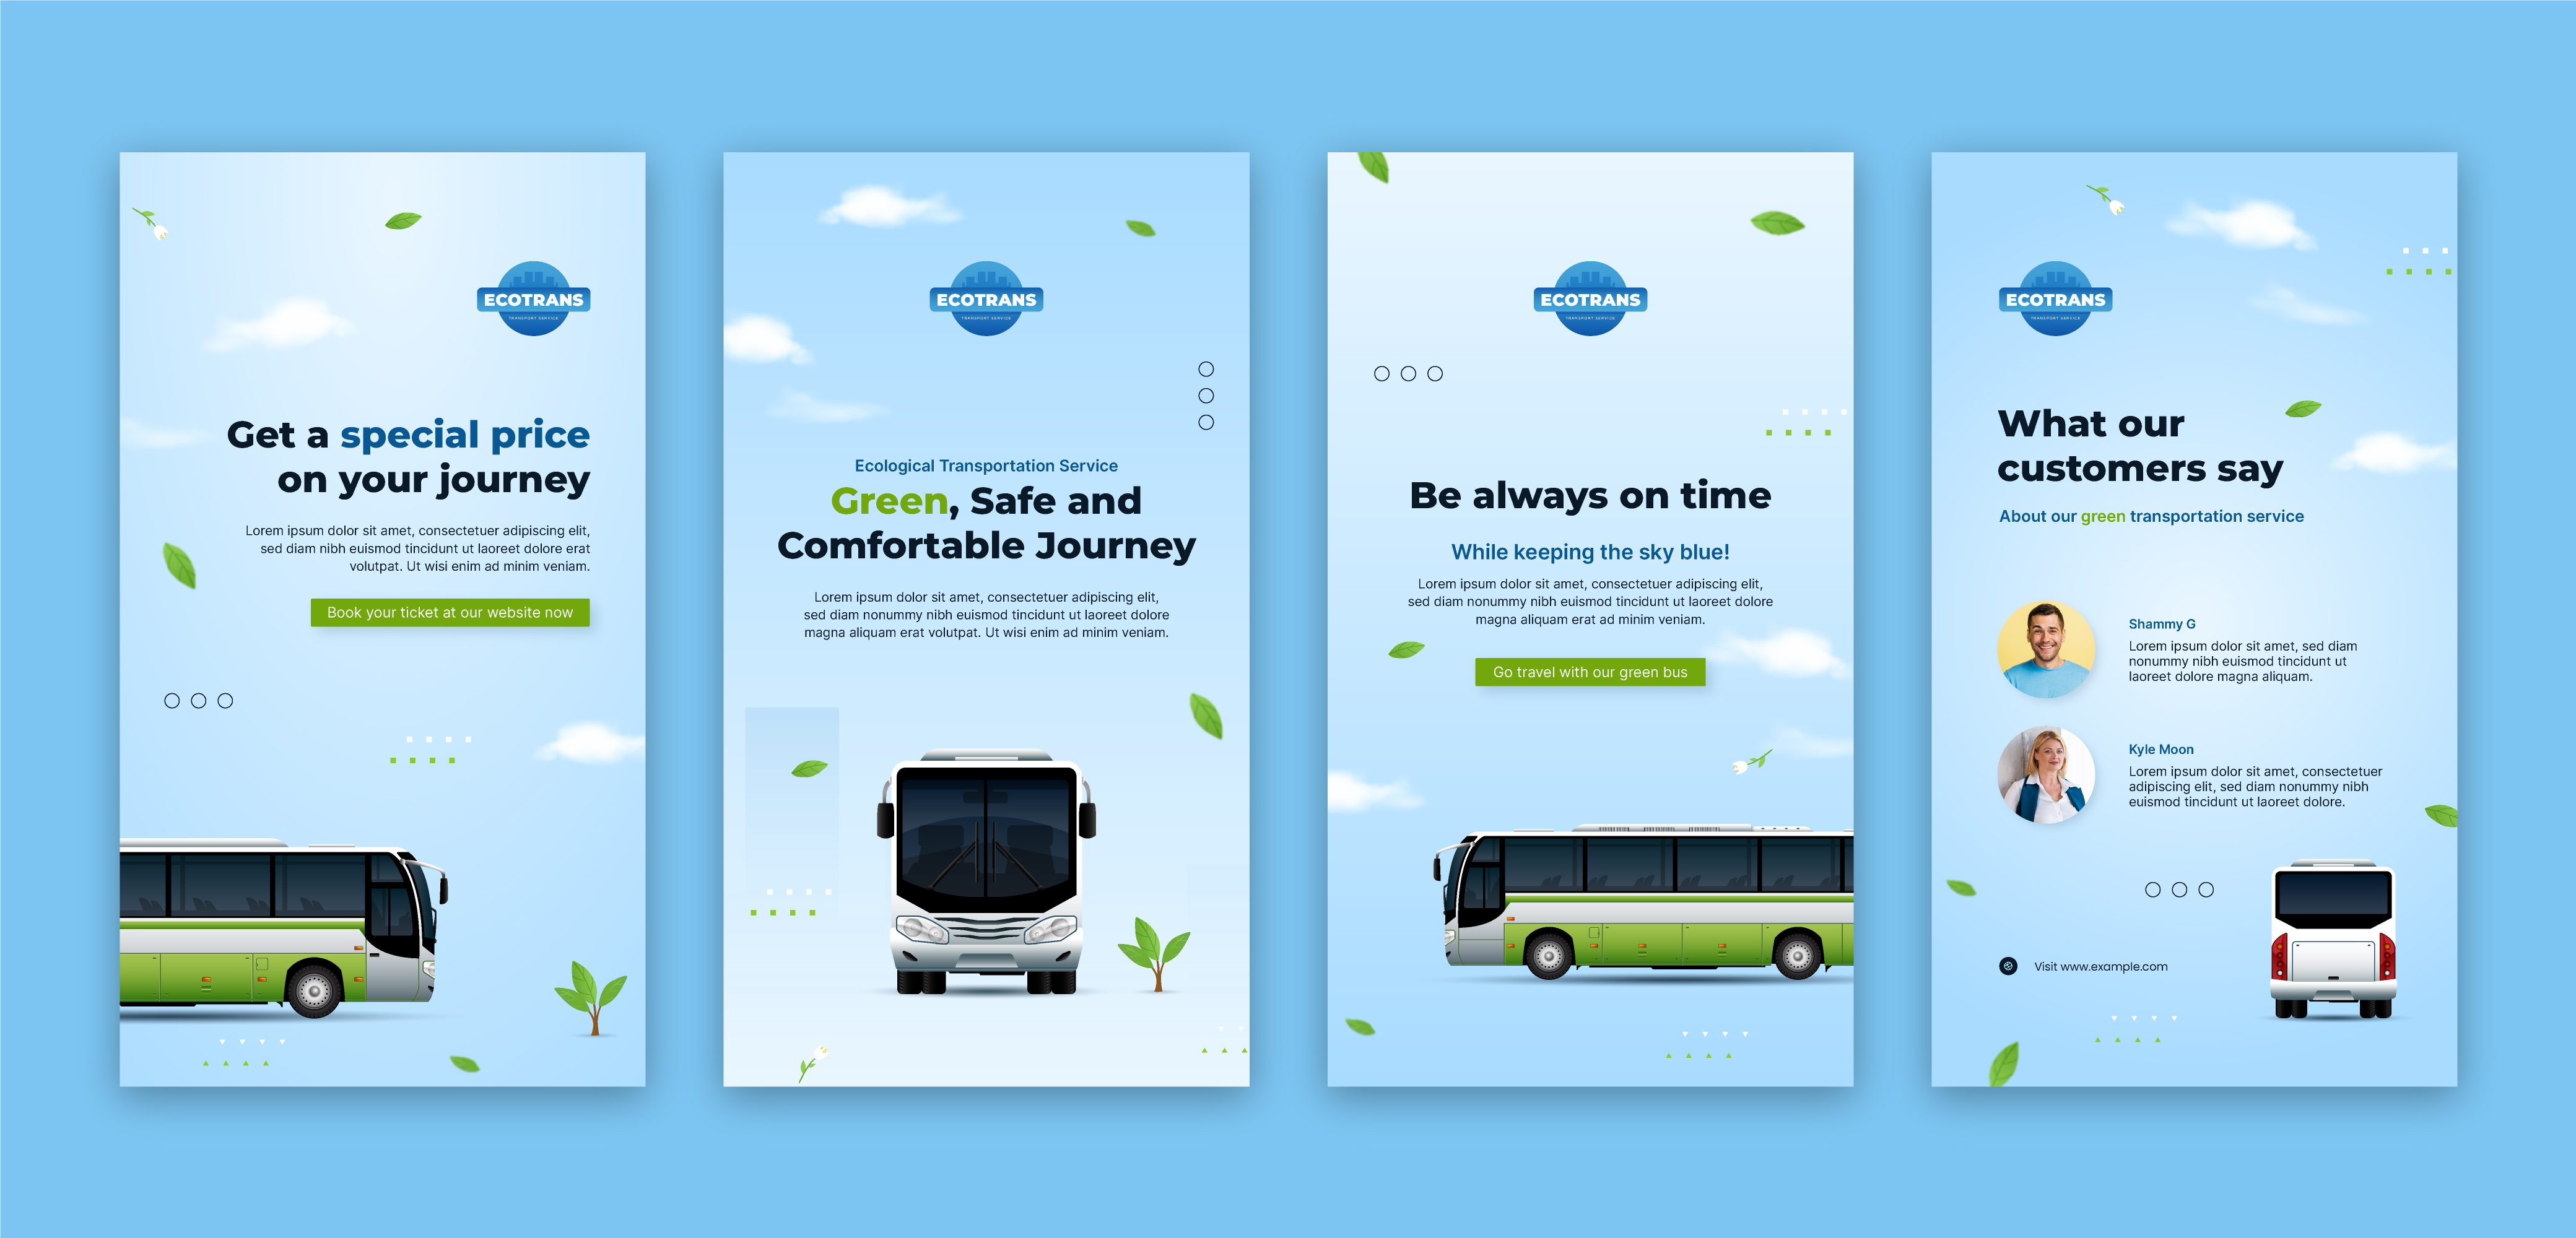 ECOTRANS
TRANSPORT SERVICE
Get a special price
on your journey
Lorem ipsum dolor sit amet, consectetuer adipiscing elit,
sed diam nibh euismod tincidunt ut laoreet dolore erat
volutpat. Ut wisi enim ad minim veniam.
Book your ticket at our website now
ECOTRANS
TRANSPORT SERVICE
Ecological Transportation Service
Green, Safe and
Comfortable Journey
Lorem ipsum dolor sit amet, consectetuer adipiscing elit,
sed diam nonummy nibh euismod tincidunt ut laoreet dolore
magna aliquam erat volutpat. Ut wisi enim ad minim veniam.
ECOTRANS
TRANSPORT SERVICE
Be always on time
While keeping the sky blue!
Lorem ipsum dolor sit amet, consectetuer adipiscing elit,
sed diam nonummy nibh euismod tincidunt ut laoreet dolore
magna aliquam erat ad minim veniam.
Go travel with our green bus
ECOTRANS
TRANSPORT SERVICE
What our
customers say
About our green transportation service
Shammy G
Lorem ipsum dolor sit amet, sed diam
nonummy nibh euismod tincidunt ut
laoreet dolore magna aliquam.
Kyle Moon
Lorem ipsum dolor sit amet, consectetuer
adipiscing elit, sed diam nonummy nibh
euismod tincidunt ut laoreet dolore.
Visit www.example.com